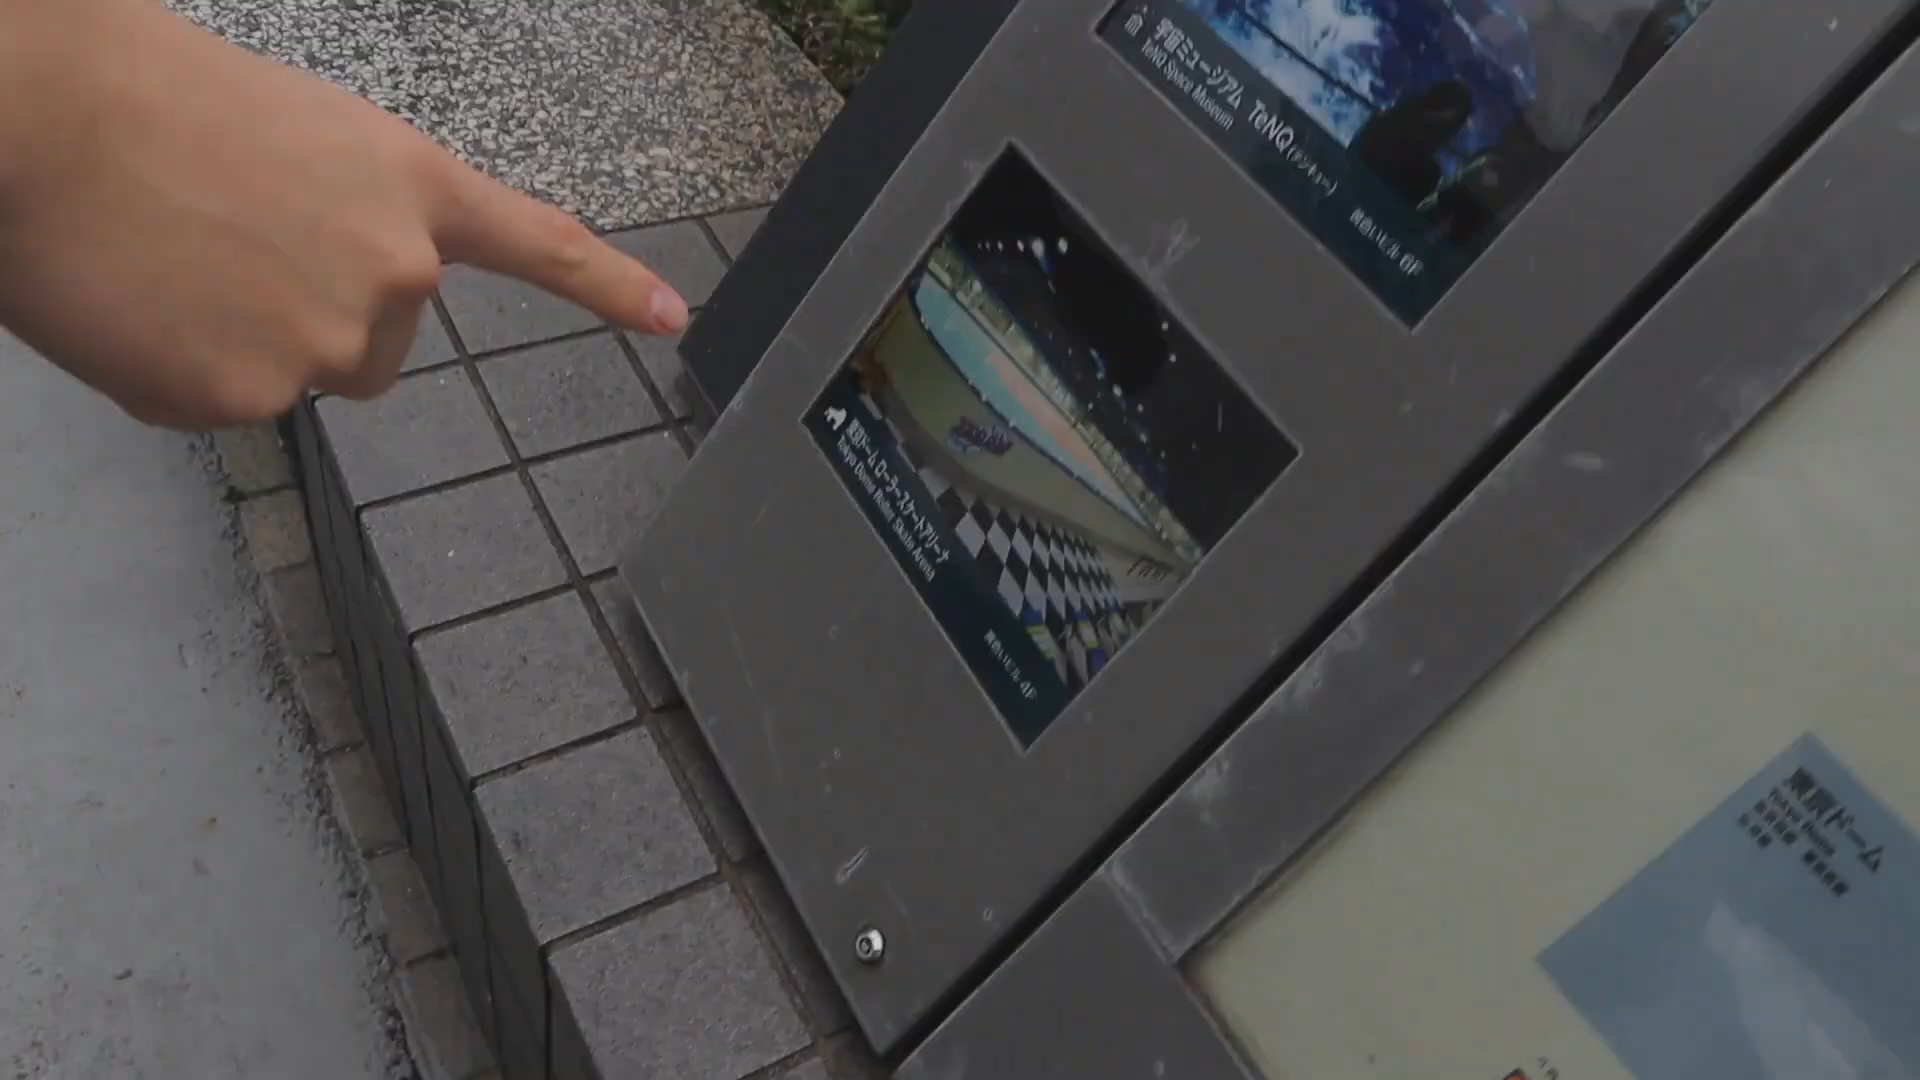 宇宙ミュージアム TeNQ (テンキュー)
TeNQ Space Museum
黄色いビル 6F
東京ドーム ローラースケートアリーナ
Tokyo Dome Roller Skate Arena
黄色いビル 4F
東京ドーム
Tokyo Dome